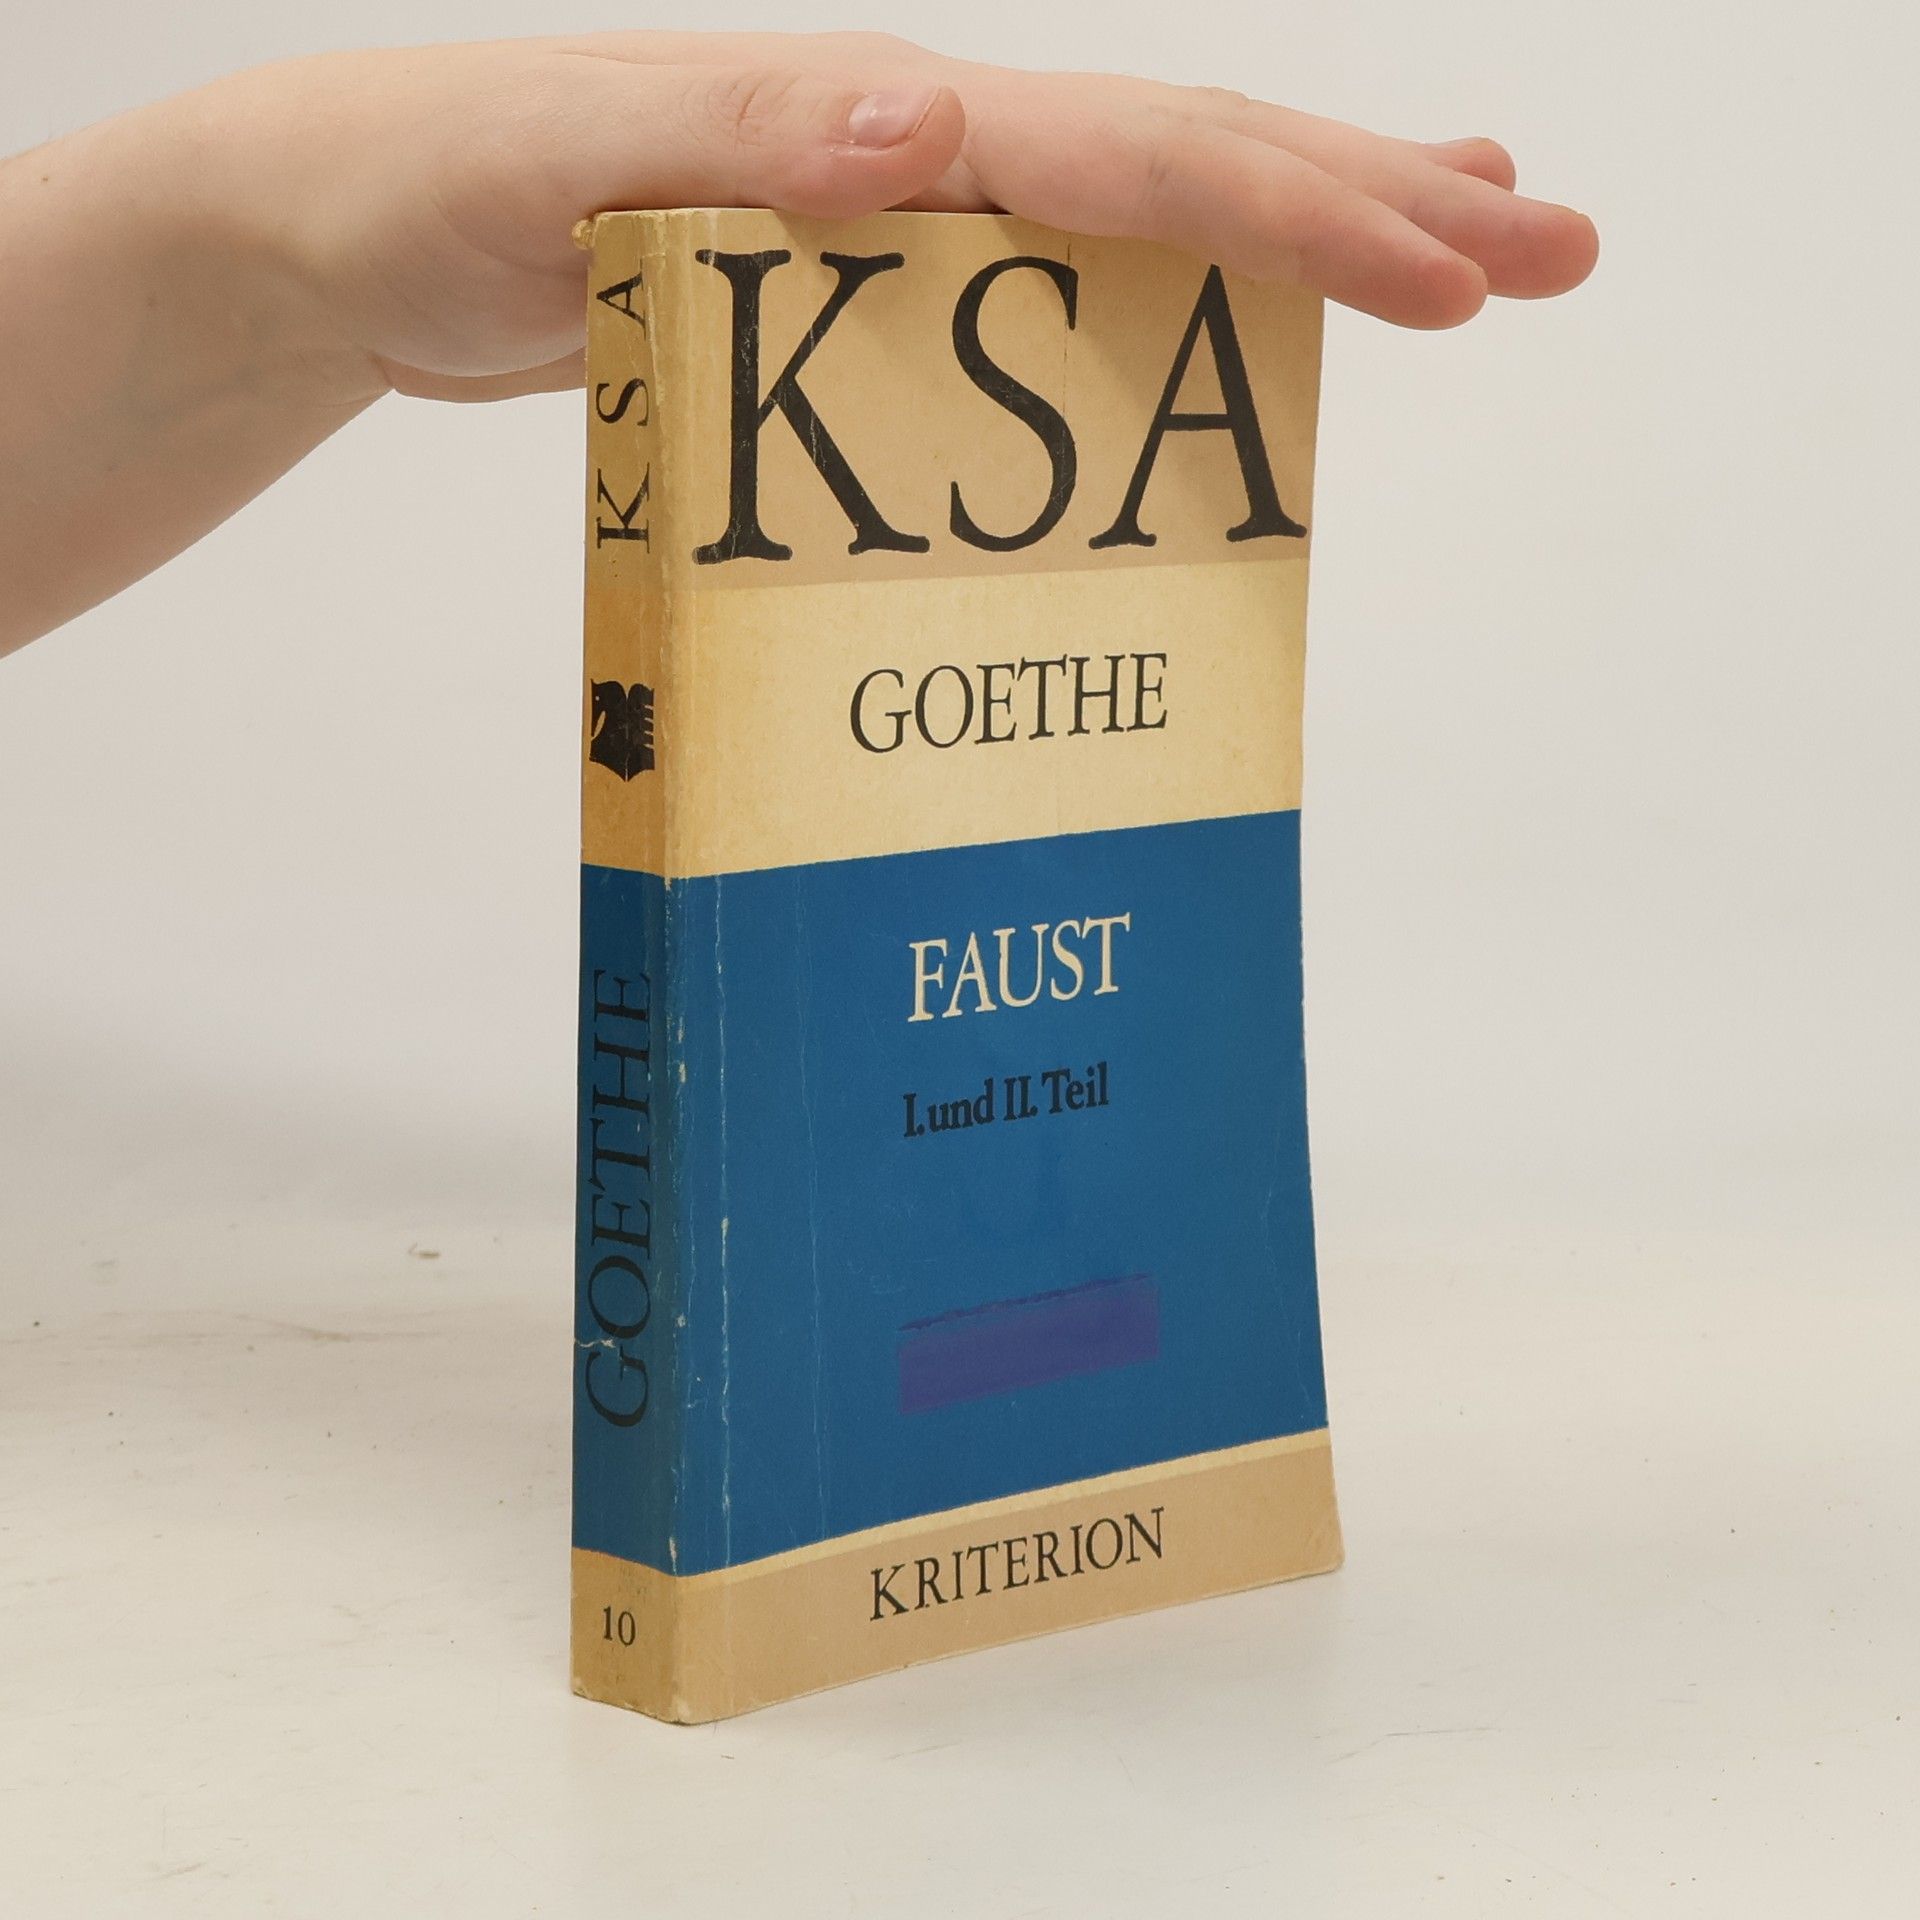 KSA
GOETHE
FAUST
I. und II. Teil
KRITERION
KSA
GOETHE
10